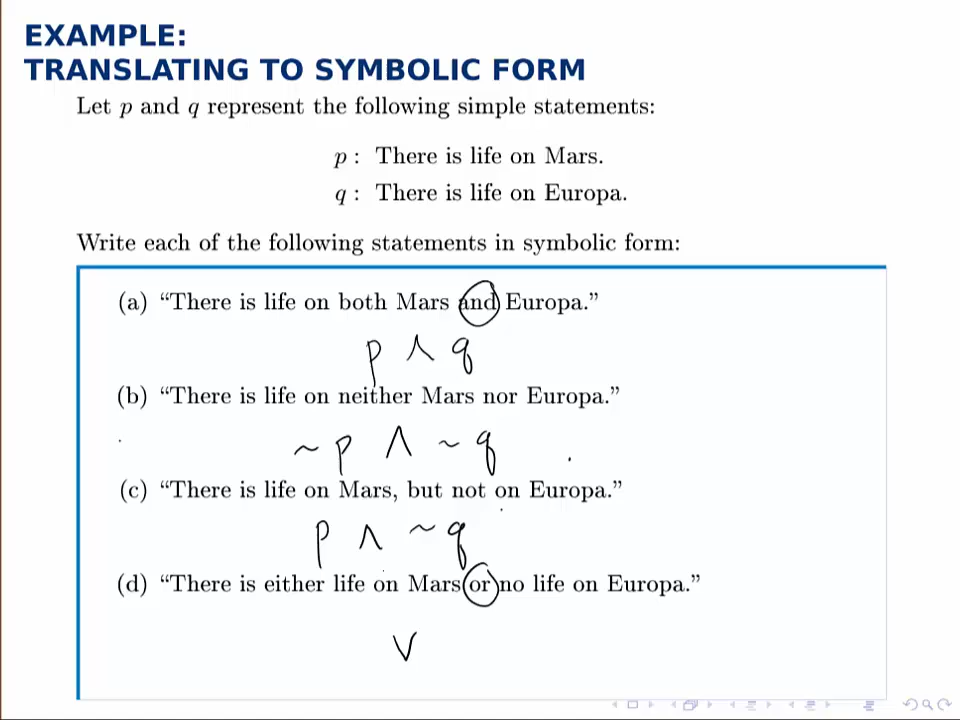 EXAMPLE:
TRANSLATING TO SYMBOLIC FORM
Let p and q represent the following simple statements:
p : There is life on Mars.
q : There is life on Europa.
Write each of the following statements in symbolic form:
(a) “There is life on both Mars and Europa.”
p ∧ q
(b) “There is life on neither Mars nor Europa.”
~p ∧ ~q
(c) “There is life on Mars, but not on Europa.”
p ∧ ~q
(d) “There is either life on Mars or no life on Europa.”
∨